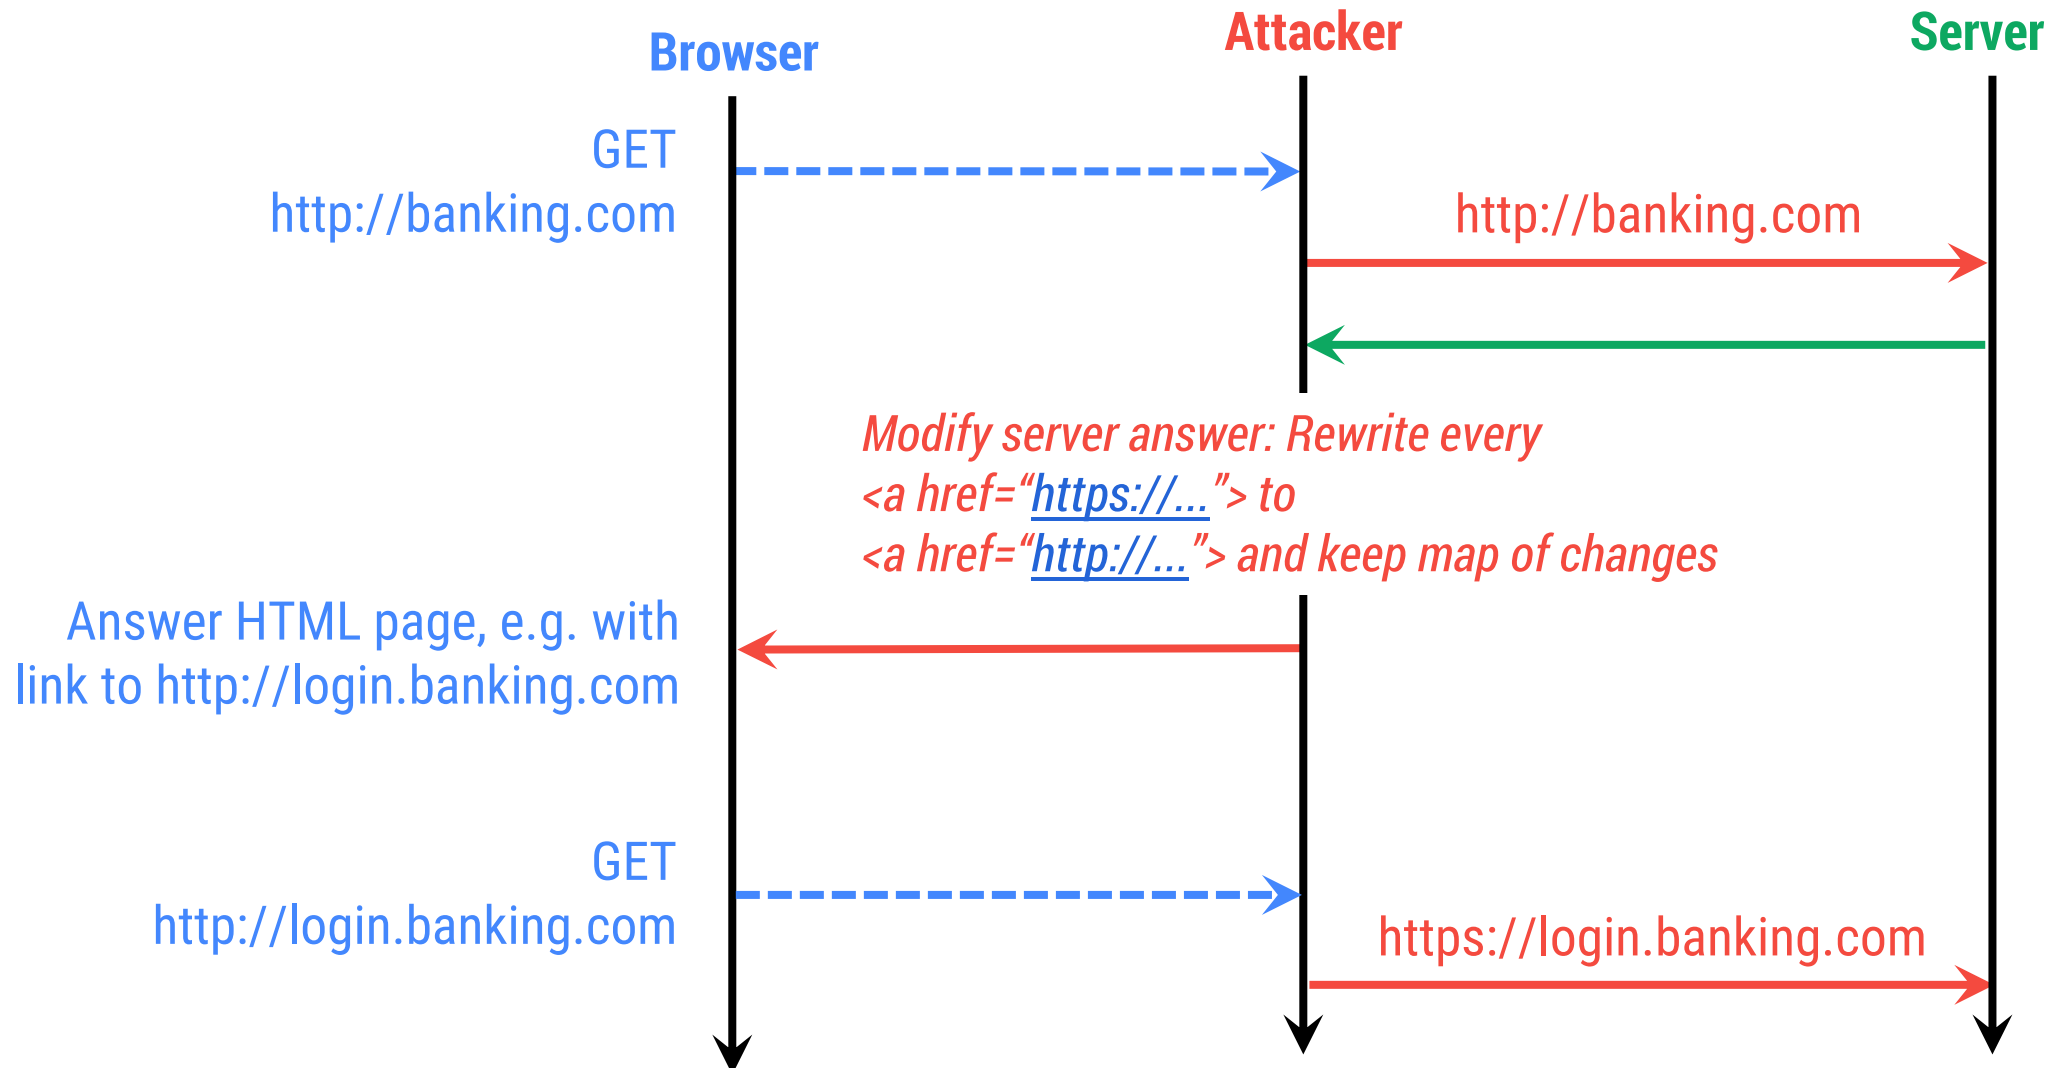 Browser
Attacker
Server
GET
http://banking.com
http://banking.com
Modify server answer: Rewrite every
<a href=“https://...”> to
<a href=“http://...”> and keep map of changes
Answer HTML page, e.g. with
link to http://login.banking.com
GET
http://login.banking.com
https://login.banking.com